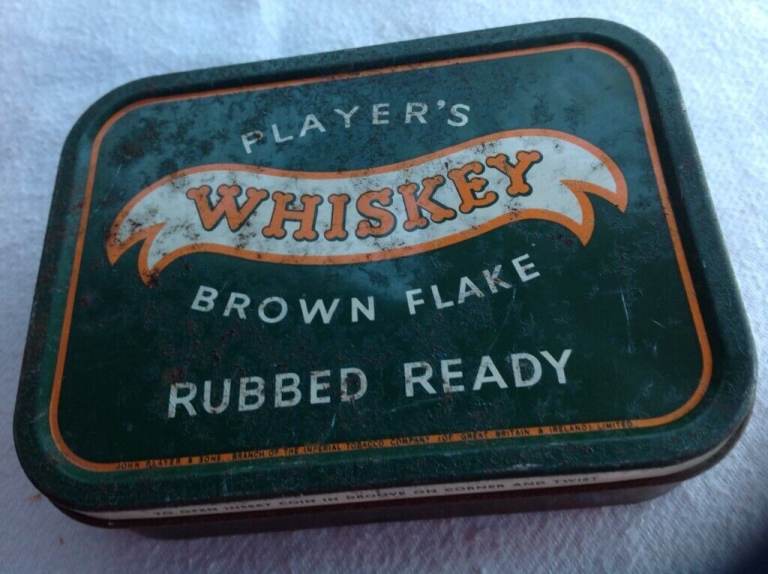 PLAYER'S
WHISKEY
BROWN FLAKE
RUBBED READY
JOHN PLAYER & SONS, BRANCH OF THE IMPERIAL TOBACCO COMPANY (OF GREAT BRITAIN & IRELAND) LIMITED
TO OPEN INSERT COIN IN GROOVE ON CORNER AND TWIST